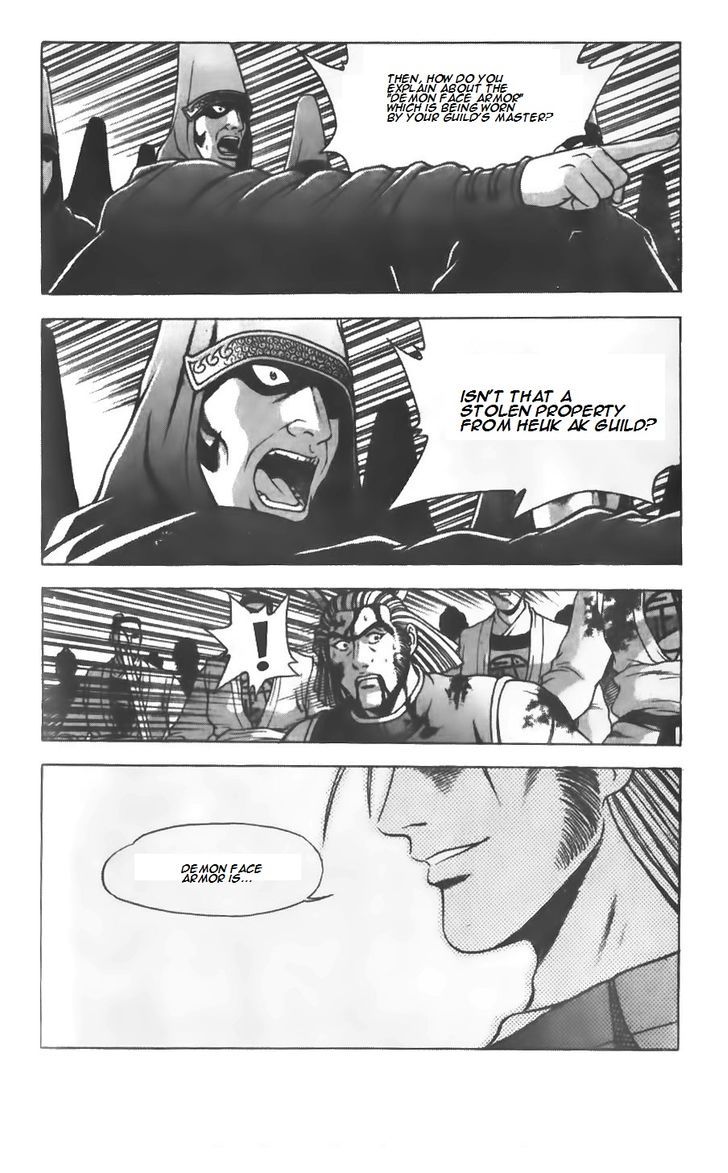 THEN, HOW DO YOU
EXPLAIN ABOUT THE
"DEMON FACE ARMOR"
WHICH IS BEING WORN
BY YOUR GUILD'S MASTER?
ISN'T THAT A
STOLEN PROPERTY
FROM HEUK AK GUILD?
!
DEMON FACE
ARMOR IS...